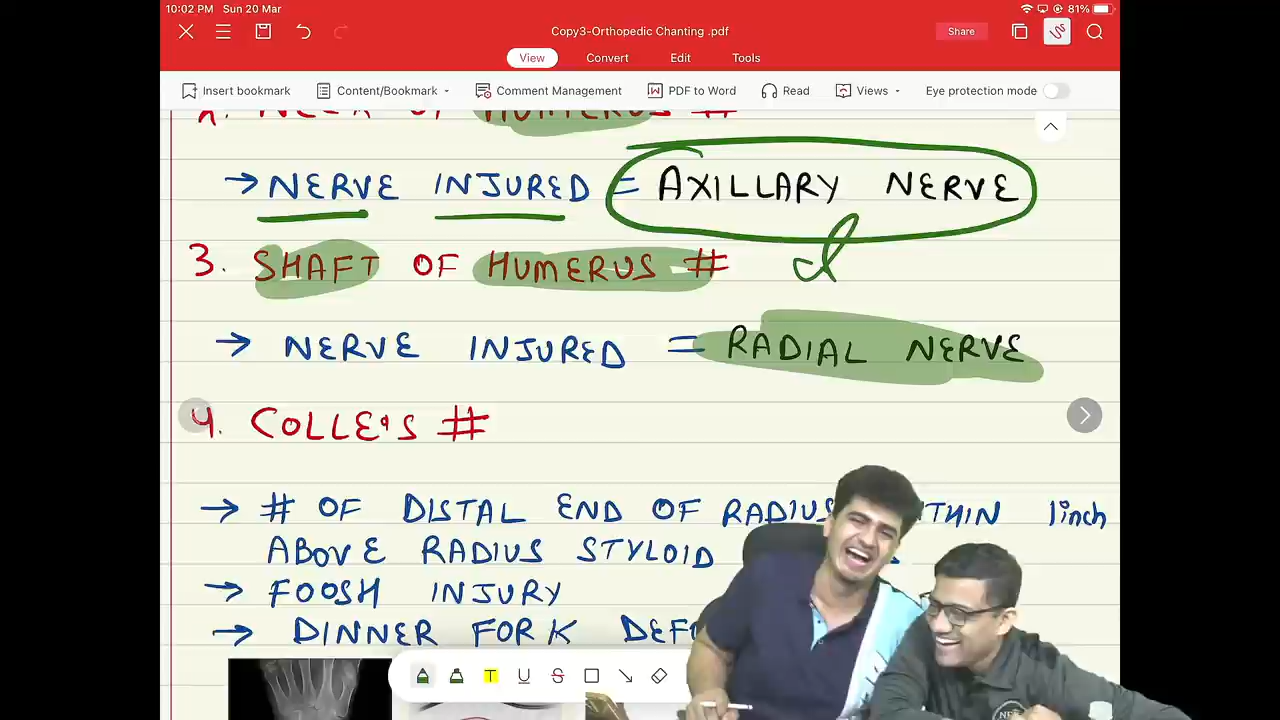 10:02 PM Sun 20 Mar 81%
Copy3-Orthopedic Chanting .pdf
Share
View Convert Edit Tools
Insert bookmark Content/Bookmark Comment Management PDF to Word Read Views Eye protection mode
HUMERUS #
→ NERVE INJURED = AXILLARY NERVE
3. SHAFT OF HUMERUS #
→ NERVE INJURED = RADIAL NERVE
4. COLLE'S #
→ # OF DISTAL END OF RADIUS 1inch
ABOVE RADIUS STYLOID
→ FOOSH INJURY
→ DINNER FORK
T U S